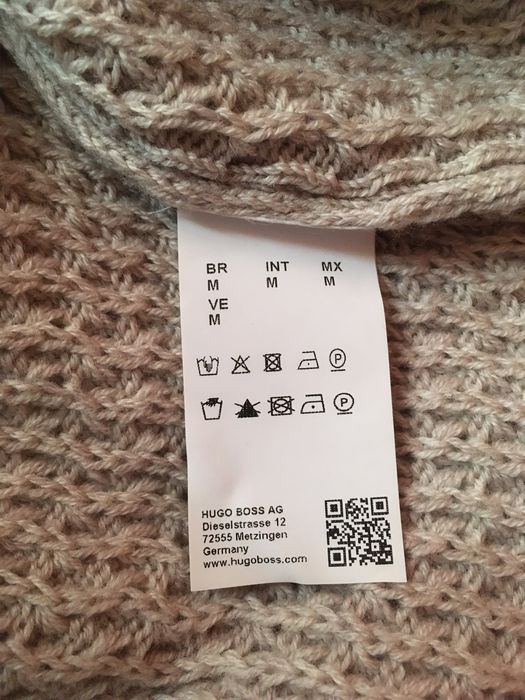 BR INT MX
M M M
VE
M
P
P
HUGO BOSS AG
Dieselstrasse 12
72555 Metzingen
Germany
www.hugoboss.com